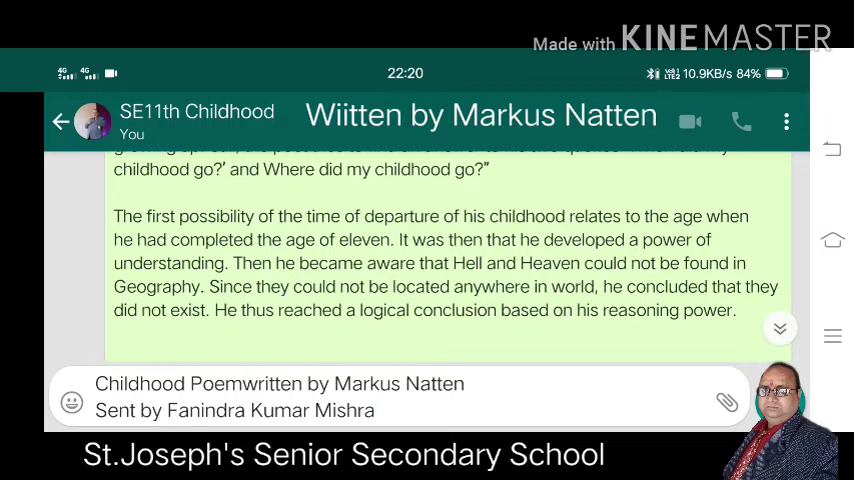 Made with KINEMASTER
22:20
10.9KB/s 84%
SE11th Childhood
You
Wiitten by Markus Natten
childhood go?' and Where did my childhood go?"
The first possibility of the time of departure of his childhood relates to the age when
he had completed the age of eleven. It was then that he developed a power of
understanding. Then he became aware that Hell and Heaven could not be found in
Geography. Since they could not be located anywhere in world, he concluded that they
did not exist. He thus reached a logical conclusion based on his reasoning power.
Childhood Poemwritten by Markus Natten
Sent by Fanindra Kumar Mishra
St.Joseph's Senior Secondary School